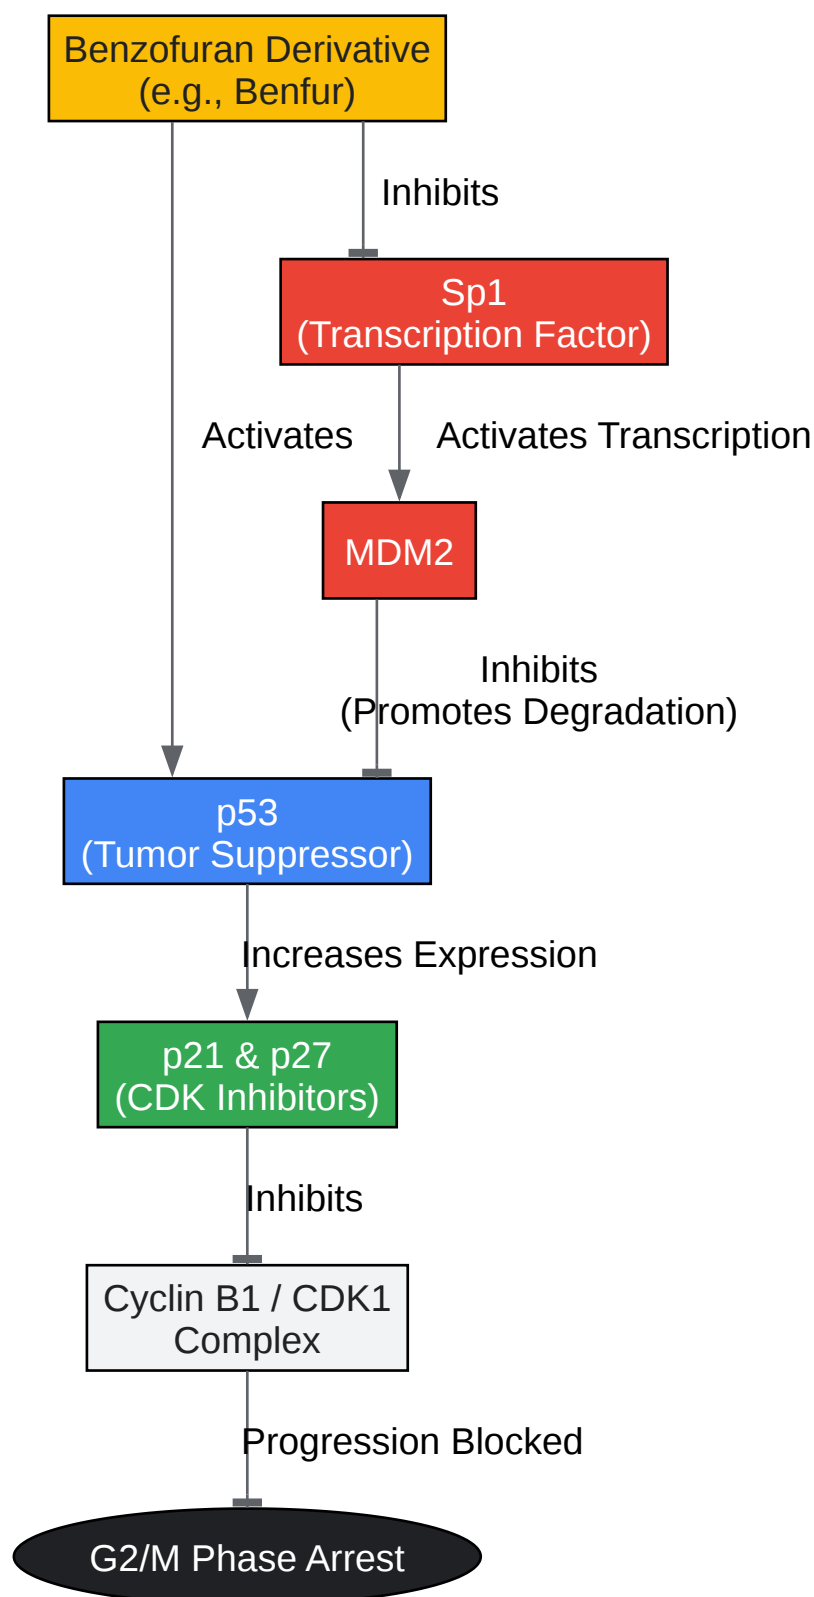 Benzofuran Derivative
(e.g., Benfur)
Inhibits
Sp1
(Transcription Factor)
Activates
Activates Transcription
MDM2
Inhibits
(Promotes Degradation)
p53
(Tumor Suppressor)
Increases Expression
p21 & p27
(CDK Inhibitors)
Inhibits
Cyclin B1 / CDK1
Complex
Progression Blocked
G2/M Phase Arrest